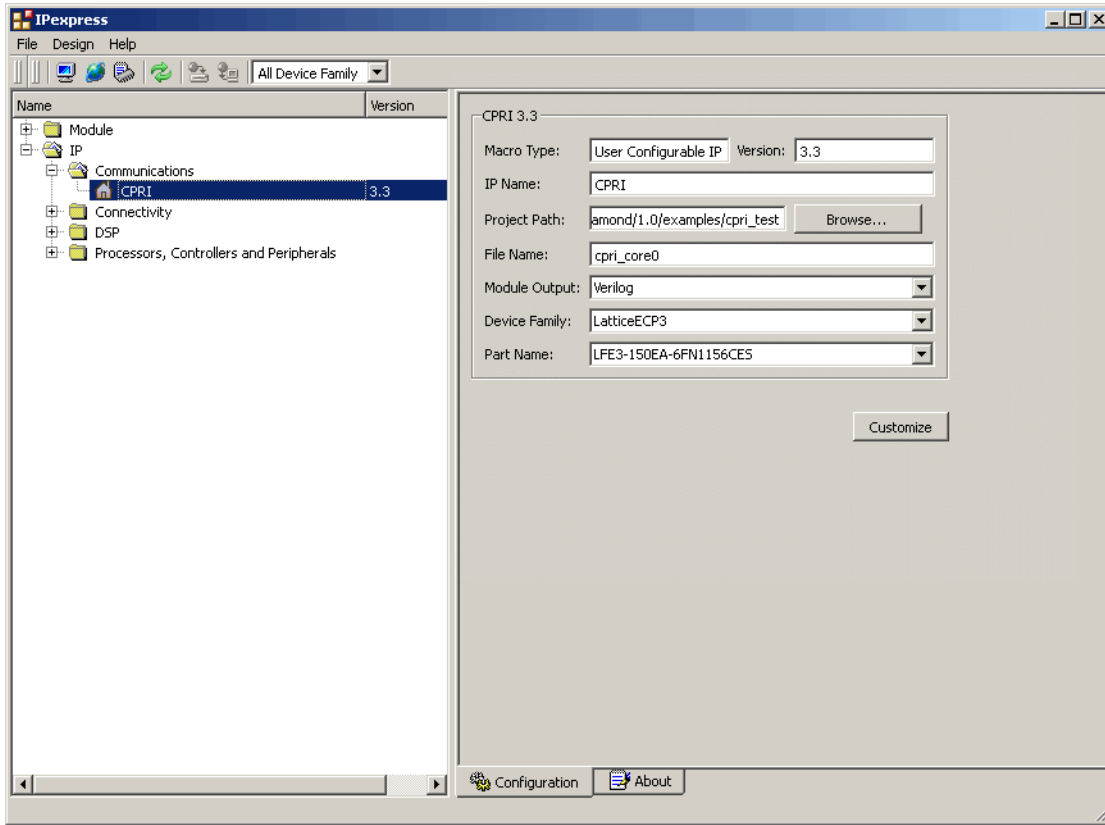 IPexpress
File Design Help
All Device Family
Name Version
Module
IP
Communications
CPRI 3.3
Connectivity
DSP
Processors, Controllers and Peripherals
CPRI 3.3
Macro Type: User Configurable IP Version: 3.3
IP Name: CPRI
Project Path: amond/1.0/examples/cpri_test Browse...
File Name: cpri_core0
Module Output: Verilog
Device Family: LatticeECP3
Part Name: LFE3-150EA-6FN1156CES
Customize
Configuration About